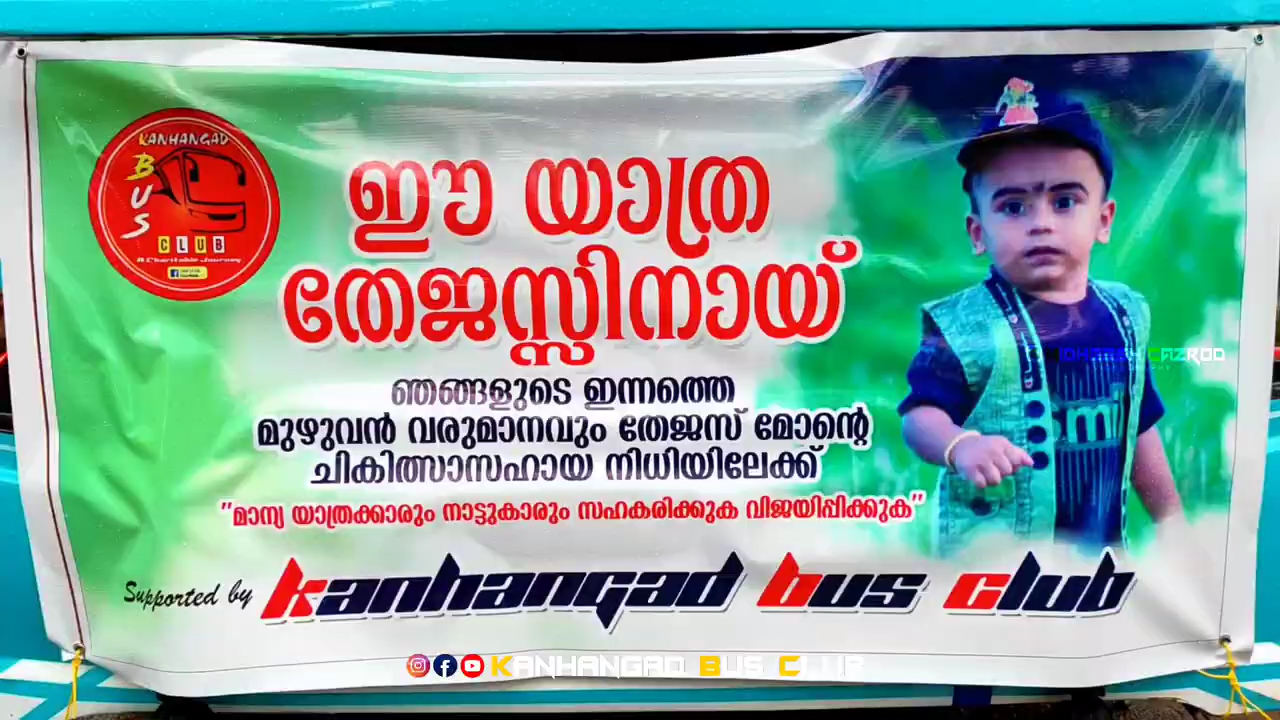 KANHANGAD
BUS
CLUB
A Charitable Journey
ഈ യാത്ര
തേജസ്സിനായ്
ഞങ്ങളുടെ ഇന്നത്തെ
മുഴുവൻ വരുമാനവും തേജസ് മോന്റെ
ചികിത്സാസഹായ നിധിയിലേക്ക്
"മാന്യ യാത്രക്കാരും നാട്ടുകാരും സഹകരിക്കുക വിജയിപ്പിക്കുക"
Supported by Kanhangad Bus Club
KANHANGAD BUS CLUB